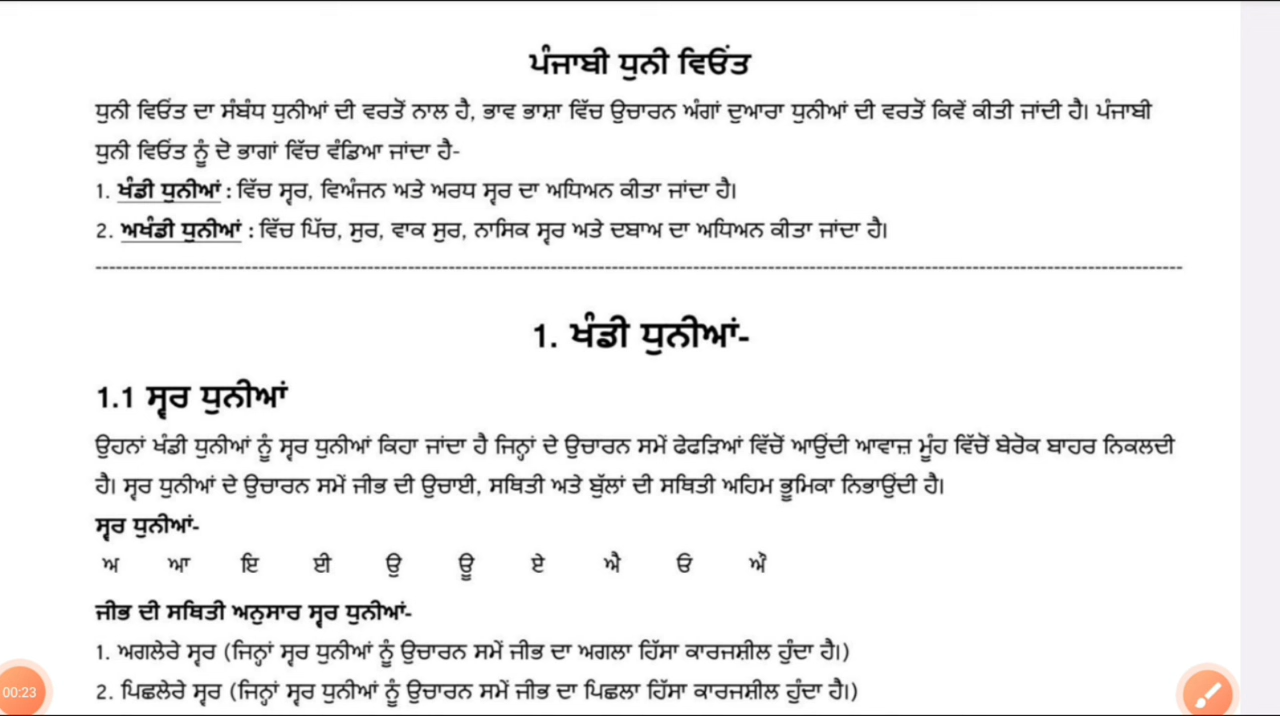 ਪੰਜਾਬੀ ਧੁਨੀ ਵਿਓਂਤ
ਧੁਨੀ ਵਿਓਂਤ ਦਾ ਸੰਬੰਧ ਧੁਨੀਆਂ ਦੀ ਵਰਤੋਂ ਨਾਲ ਹੈ, ਭਾਵ ਭਾਸ਼ਾ ਵਿੱਚ ਉਚਾਰਨ ਅੰਗਾਂ ਦੁਆਰਾ ਧੁਨੀਆਂ ਦੀ ਵਰਤੋਂ ਕਿਵੇਂ ਕੀਤੀ ਜਾਂਦੀ ਹੈ। ਪੰਜਾਬੀ
ਧੁਨੀ ਵਿਓਂਤ ਨੂੰ ਦੋ ਭਾਗਾਂ ਵਿੱਚ ਵੰਡਿਆ ਜਾਂਦਾ ਹੈ-
1. ਖੰਡੀ ਧੁਨੀਆਂ : ਵਿੱਚ ਸ੍ਵਰ, ਵਿਅੰਜਨ ਅਤੇ ਅਰਧ ਸ੍ਵਰ ਦਾ ਅਧਿਅਨ ਕੀਤਾ ਜਾਂਦਾ ਹੈ।
2. ਅਖੰਡੀ ਧੁਨੀਆਂ : ਵਿੱਚ ਪਿੱਚ, ਸੁਰ, ਵਾਕ ਸੁਰ, ਨਾਸਿਕ ਸ੍ਵਰ ਅਤੇ ਦਬਾਅ ਦਾ ਅਧਿਅਨ ਕੀਤਾ ਜਾਂਦਾ ਹੈ।
1. ਖੰਡੀ ਧੁਨੀਆਂ-
1.1 ਸ੍ਵਰ ਧੁਨੀਆਂ
ਉਹਨਾਂ ਖੰਡੀ ਧੁਨੀਆਂ ਨੂੰ ਸ੍ਵਰ ਧੁਨੀਆਂ ਕਿਹਾ ਜਾਂਦਾ ਹੈ ਜਿਨ੍ਹਾਂ ਦੇ ਉਚਾਰਨ ਸਮੇਂ ਫੇਫੜਿਆਂ ਵਿੱਚੋਂ ਆਉਂਦੀ ਆਵਾਜ਼ ਮੂੰਹ ਵਿੱਚੋਂ ਬੇਰੋਕ ਬਾਹਰ ਨਿਕਲਦੀ
ਹੈ। ਸ੍ਵਰ ਧੁਨੀਆਂ ਦੇ ਉਚਾਰਨ ਸਮੇਂ ਜੀਭ ਦੀ ਉਚਾਈ, ਸਥਿਤੀ ਅਤੇ ਬੁੱਲਾਂ ਦੀ ਸਥਿਤੀ ਅਹਿਮ ਭੂਮਿਕਾ ਨਿਭਾਉਂਦੀ ਹੈ।
ਸ੍ਵਰ ਧੁਨੀਆਂ-
ਅ ਆ ਇ ਈ ਉ ਊ ਏ ਐ ਓ ਔ
ਜੀਭ ਦੀ ਸਥਿਤੀ ਅਨੁਸਾਰ ਸ੍ਵਰ ਧੁਨੀਆਂ-
1. ਅਗਲੇਰੇ ਸ੍ਵਰ (ਜਿਨ੍ਹਾਂ ਸ੍ਵਰ ਧੁਨੀਆਂ ਨੂੰ ਉਚਾਰਨ ਸਮੇਂ ਜੀਭ ਦਾ ਅਗਲਾ ਹਿੱਸਾ ਕਾਰਜਸ਼ੀਲ ਹੁੰਦਾ ਹੈ।)
2. ਪਿਛਲੇਰੇ ਸ੍ਵਰ (ਜਿਨ੍ਹਾਂ ਸ੍ਵਰ ਧੁਨੀਆਂ ਨੂੰ ਉਚਾਰਨ ਸਮੇਂ ਜੀਭ ਦਾ ਪਿਛਲਾ ਹਿੱਸਾ ਕਾਰਜਸ਼ੀਲ ਹੁੰਦਾ ਹੈ।)
00:23